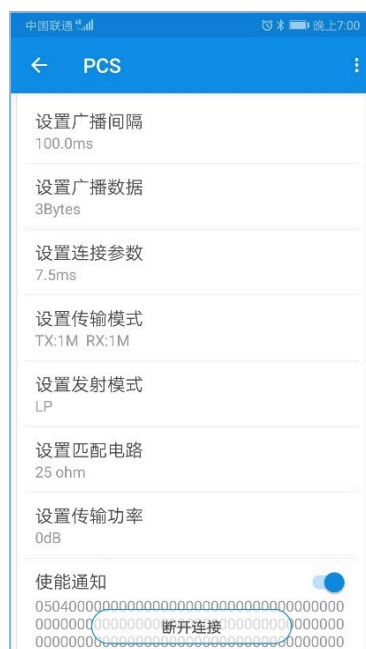 中国联通
晚上7:00
PCS
设置广播间隔
100.0ms
设置广播数据
3Bytes
设置连接参数
7.5ms
设置传输模式
TX:1M RX:1M
设置发射模式
LP
设置匹配电路
25 ohm
设置传输功率
0dB
使能通知
断开连接